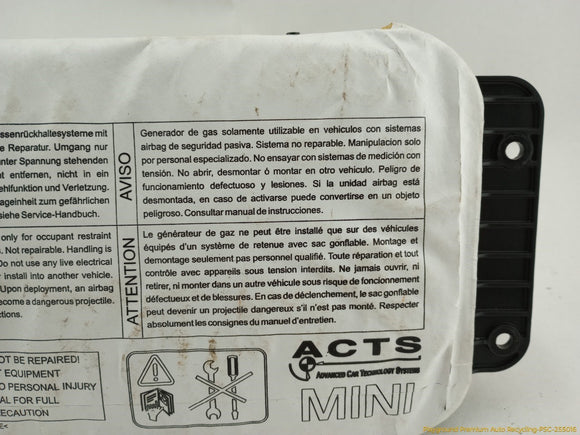 ssenrückhaltesysteme mit
e Reparatur. Umgang nur
unter Spannung stehenden
nt entfernen, nicht in ein
ehlfunktion und Verletzung.
ageinheit zum gefährlichen
siehe Service-Handbuch.
AVISO
Generador de gas solamente utilizable en vehiculos con sistemas
airbag de seguridad pasiva. Sistema no reparable. Manipulacion solo
por personal especializado. No ensayar con sistemas de medición con
tensión. No abrir, desmontar ó montar en otro vehículo. Peligro de
funcionamiento defectuoso y lesiones. Si la unidad airbag está
desmontada, en caso de activarse puede convertirse en un objeto
peligroso. Consultar manual de instrucciones.
only for occupant restraint
s. Not repairable. Handling is
Do not use any live electrical
r install into another vehicle.
Upon deployment, an airbag
ecome a dangerous projectile.
ctions.
ATTENTION
Le générateur de gaz ne peut être installé que sur des véhicules
équipés d'un système de retenue avec sac gonflable. Montage et
demontage seulement pas personnel qualifié. Toute réparation et tout
contrôle avec appareils sous tension interdits. Ne jamais ouvrir, ni
retirer, ni monter dans un autre véhicule sous risque de fonctionnement
défectueux et de blessures. En cas de déclenchement, le sac gonflable
peut devenir un projectile dangereux s'il n'est pas monté. Respecter
absolument les consignes du manuel d'entretien.
OT BE REPAIRED!
T EQUIPMENT
O PERSONAL INJURY
AL FOR FULL
PRECAUTION
E<
ACTS
ADVANCED CAR TECHNOLOGY SYSTEMS
MINI